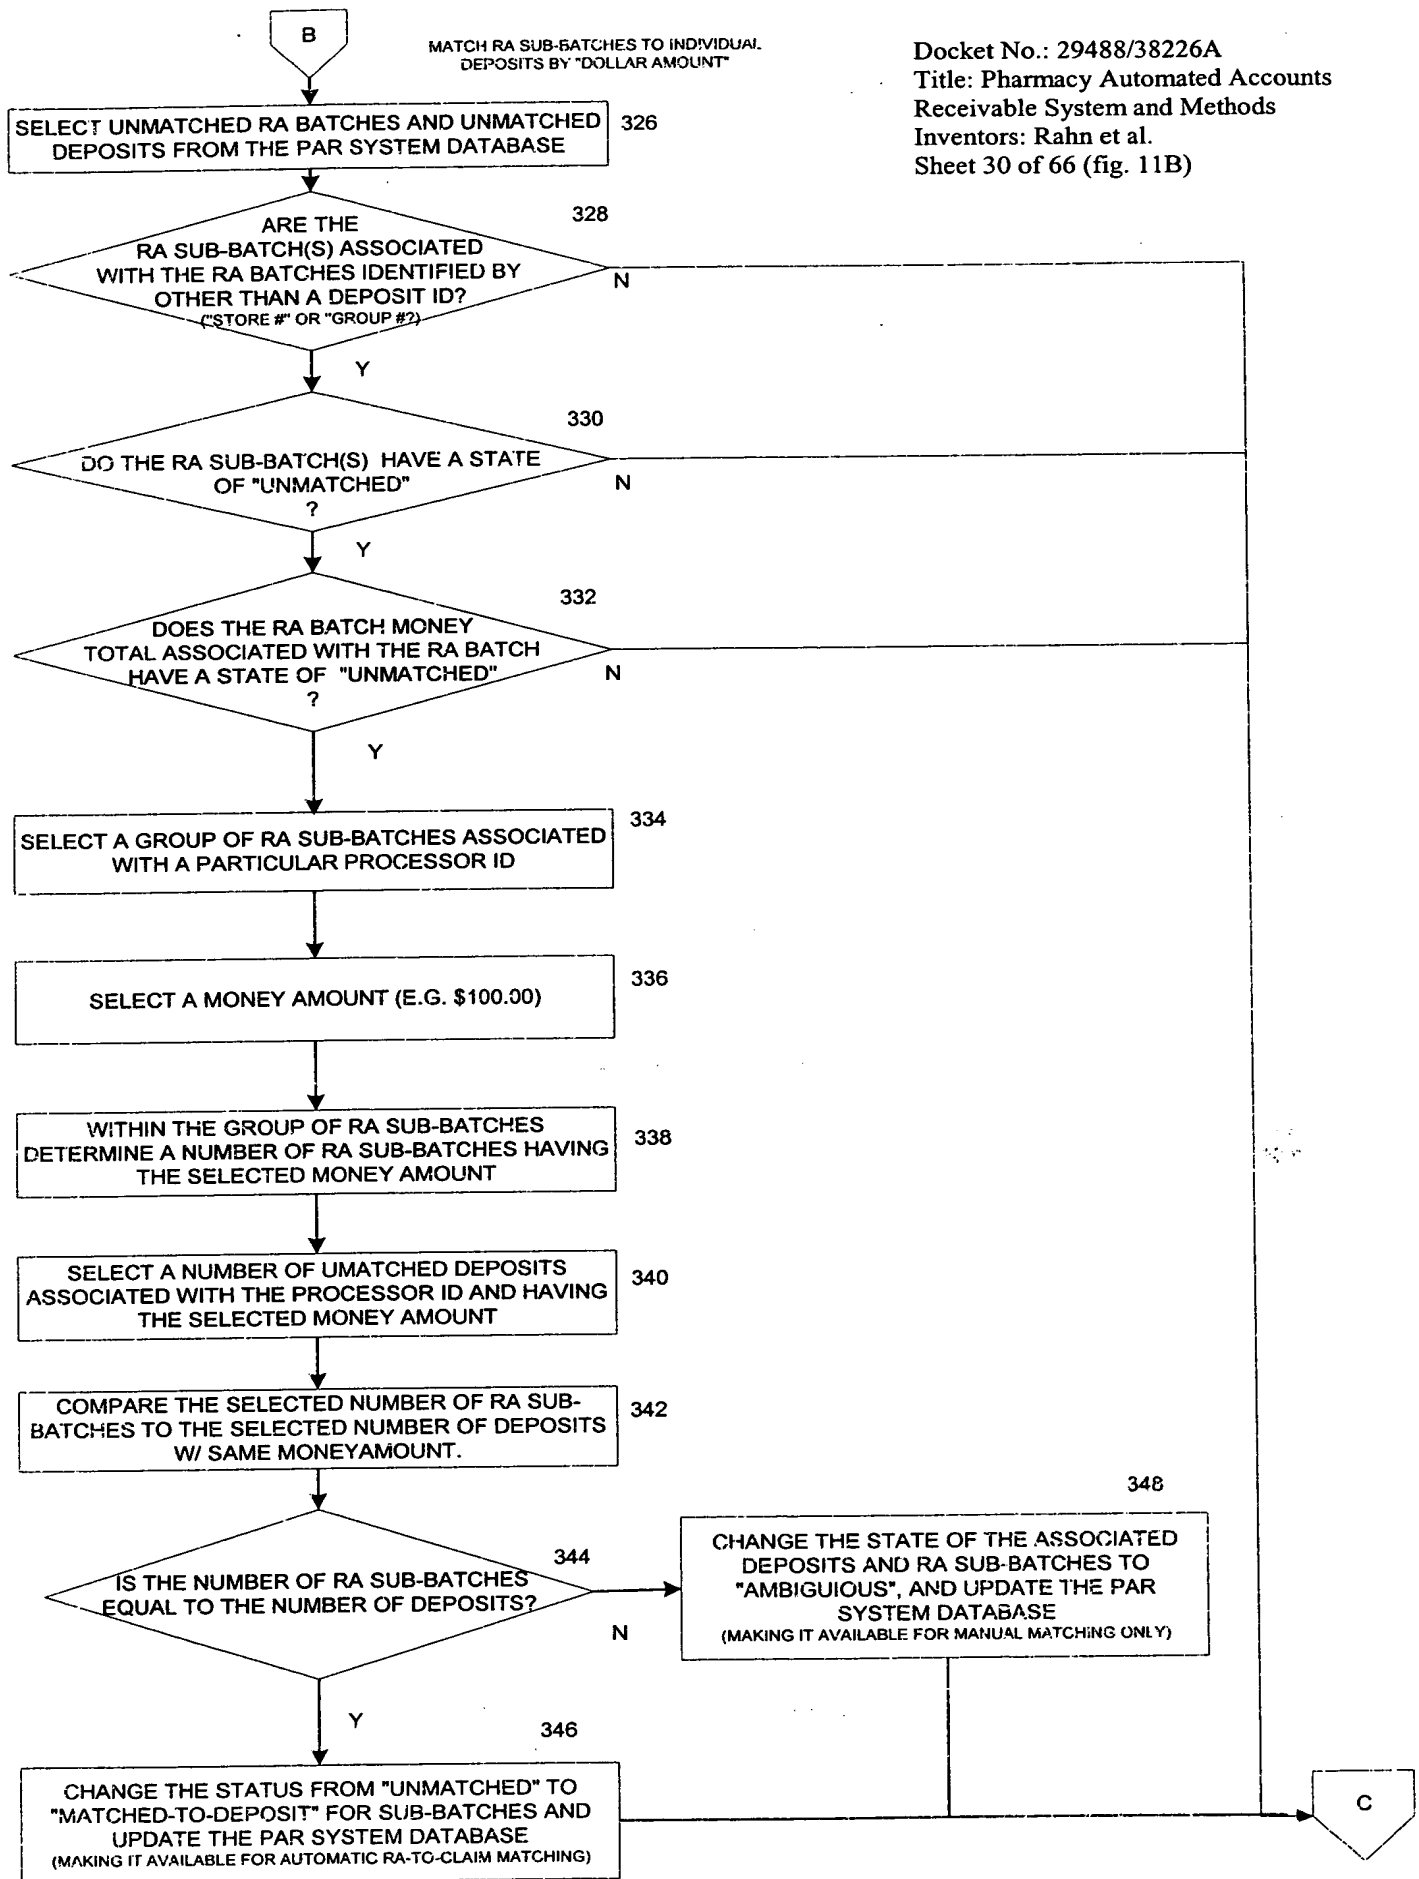 B
MATCH RA SUB-BATCHES TO INDIVIDUAL
DEPOSITS BY "DOLLAR AMOUNT"
Docket No.: 29488/38226A
Title: Pharmacy Automated Accounts
Receivable System and Methods
Inventors: Rahn et al.
Sheet 30 of 66 (fig. 11B)
SELECT UNMATCHED RA BATCHES AND UNMATCHED
DEPOSITS FROM THE PAR SYSTEM DATABASE
326
328
ARE THE
RA SUB-BATCH(S) ASSOCIATED
WITH THE RA BATCHES IDENTIFIED BY
OTHER THAN A DEPOSIT ID?
("STORE #" OR "GROUP #?)
N
Y
330
DO THE RA SUB-BATCH(S) HAVE A STATE
OF "UNMATCHED"
?
N
Y
332
DOES THE RA BATCH MONEY
TOTAL ASSOCIATED WITH THE RA BATCH
HAVE A STATE OF "UNMATCHED"
?
N
Y
334
SELECT A GROUP OF RA SUB-BATCHES ASSOCIATED
WITH A PARTICULAR PROCESSOR ID
336
SELECT A MONEY AMOUNT (E.G. $100.00)
WITHIN THE GROUP OF RA SUB-BATCHES
DETERMINE A NUMBER OF RA SUB-BATCHES HAVING
THE SELECTED MONEY AMOUNT
338
SELECT A NUMBER OF UMATCHED DEPOSITS
ASSOCIATED WITH THE PROCESSOR ID AND HAVING
THE SELECTED MONEY AMOUNT
340
COMPARE THE SELECTED NUMBER OF RA SUB-
BATCHES TO THE SELECTED NUMBER OF DEPOSITS
W/ SAME MONEYAMOUNT.
342
344
IS THE NUMBER OF RA SUB-BATCHES
EQUAL TO THE NUMBER OF DEPOSITS?
N
Y
348
CHANGE THE STATE OF THE ASSOCIATED
DEPOSITS AND RA SUB-BATCHES TO
"AMBIGUIOUS", AND UPDATE THE PAR
SYSTEM DATABASE
(MAKING IT AVAILABLE FOR MANUAL MATCHING ONLY)
346
CHANGE THE STATUS FROM "UNMATCHED" TO
"MATCHED-TO-DEPOSIT" FOR SUB-BATCHES AND
UPDATE THE PAR SYSTEM DATABASE
(MAKING IT AVAILABLE FOR AUTOMATIC RA-TO-CLAIM MATCHING)
C